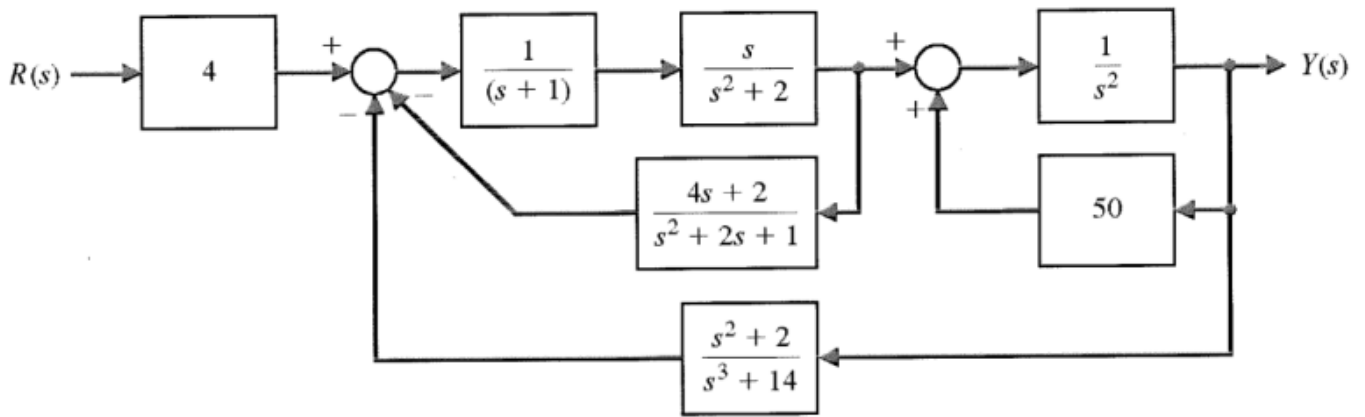 R(s)
4
+
−
−
1
(s + 1)
s
s² + 2
+
+
1
s²
Y(s)
4s + 2
s² + 2s + 1
50
s² + 2
s³ + 14